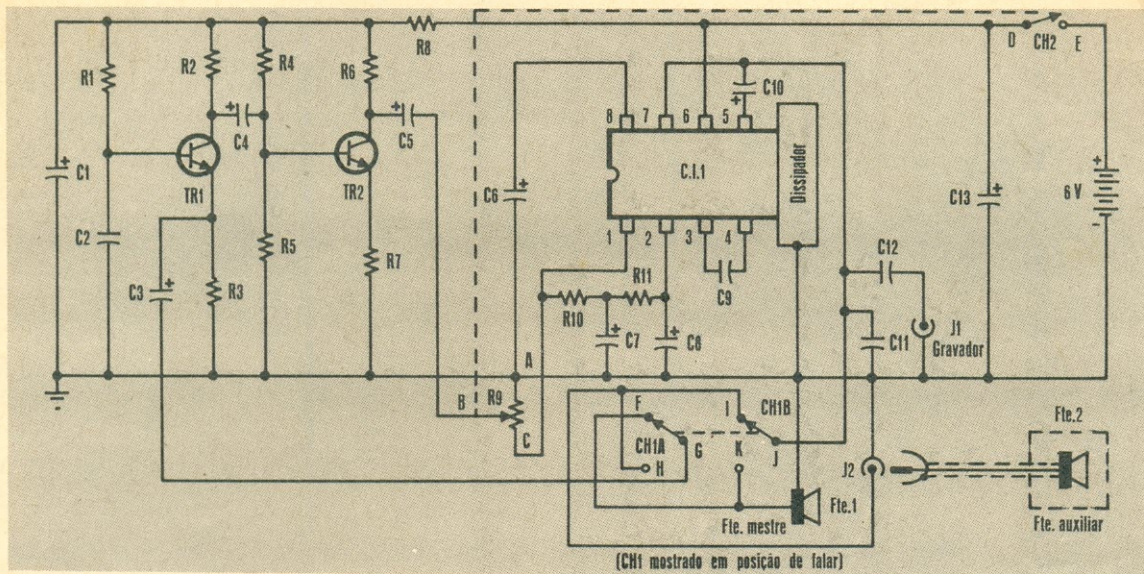 R1
R2
R4
R6
R8
C4
C5
TR1
TR2
C1
C2
C3
R3
R5
R7
C6
8
7
6
5
C10
C.I.1
Dissipador
1
2
3
4
R10
R11
C9
C7
C8
C13
D
CH2
E
+
6 V
-
C12
C11
J1
Gravador
A
B
R9
C
F
CH1A
G
H
I
CH1B
J
K
J2
Fte.1
Fte. mestre
Fte.2
Fte. auxiliar
(CH1 mostrado em posição de falar)